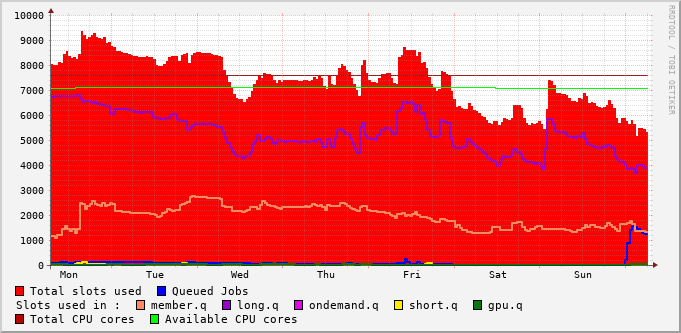 10000
9000
8000
7000
6000
5000
4000
3000
2000
1000
0
Mon Tue Wed Thu Fri Sat Sun
RRDTOOL / TOBI OETIKER
Total slots used Queued Jobs
Slots used in : member.q long.q ondemand.q short.q gpu.q
Total CPU cores Available CPU cores